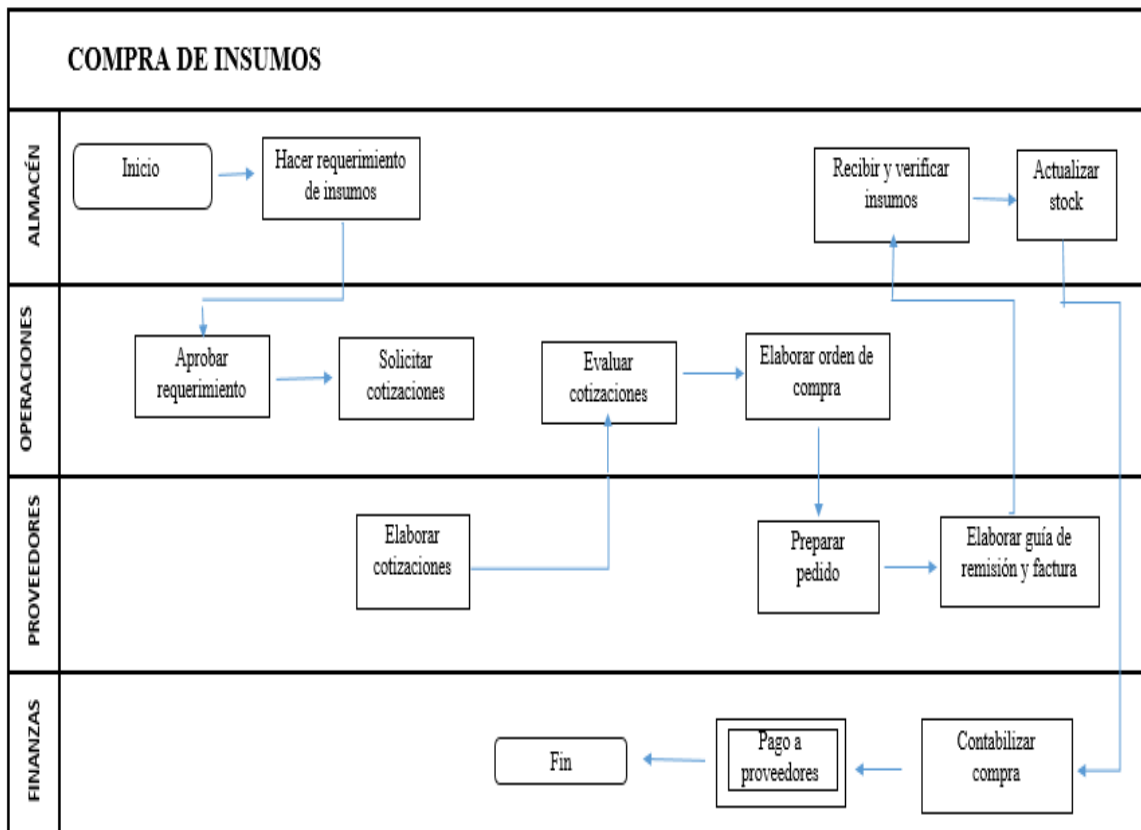 COMPRA DE INSUMOS
ALMACÉN
Inicio
Hacer requerimiento
de insumos
Recibir y verificar
insumos
Actualizar
stock
OPERACIONES
Aprobar
requerimiento
Solicitar
cotizaciones
Evaluar
cotizaciones
Elaborar orden de
compra
PROVEEDORES
Elaborar
cotizaciones
Preparar
pedido
Elaborar guía de
remisión y factura
FINANZAS
Fin
Pago a
proveedores
Contabilizar
compra